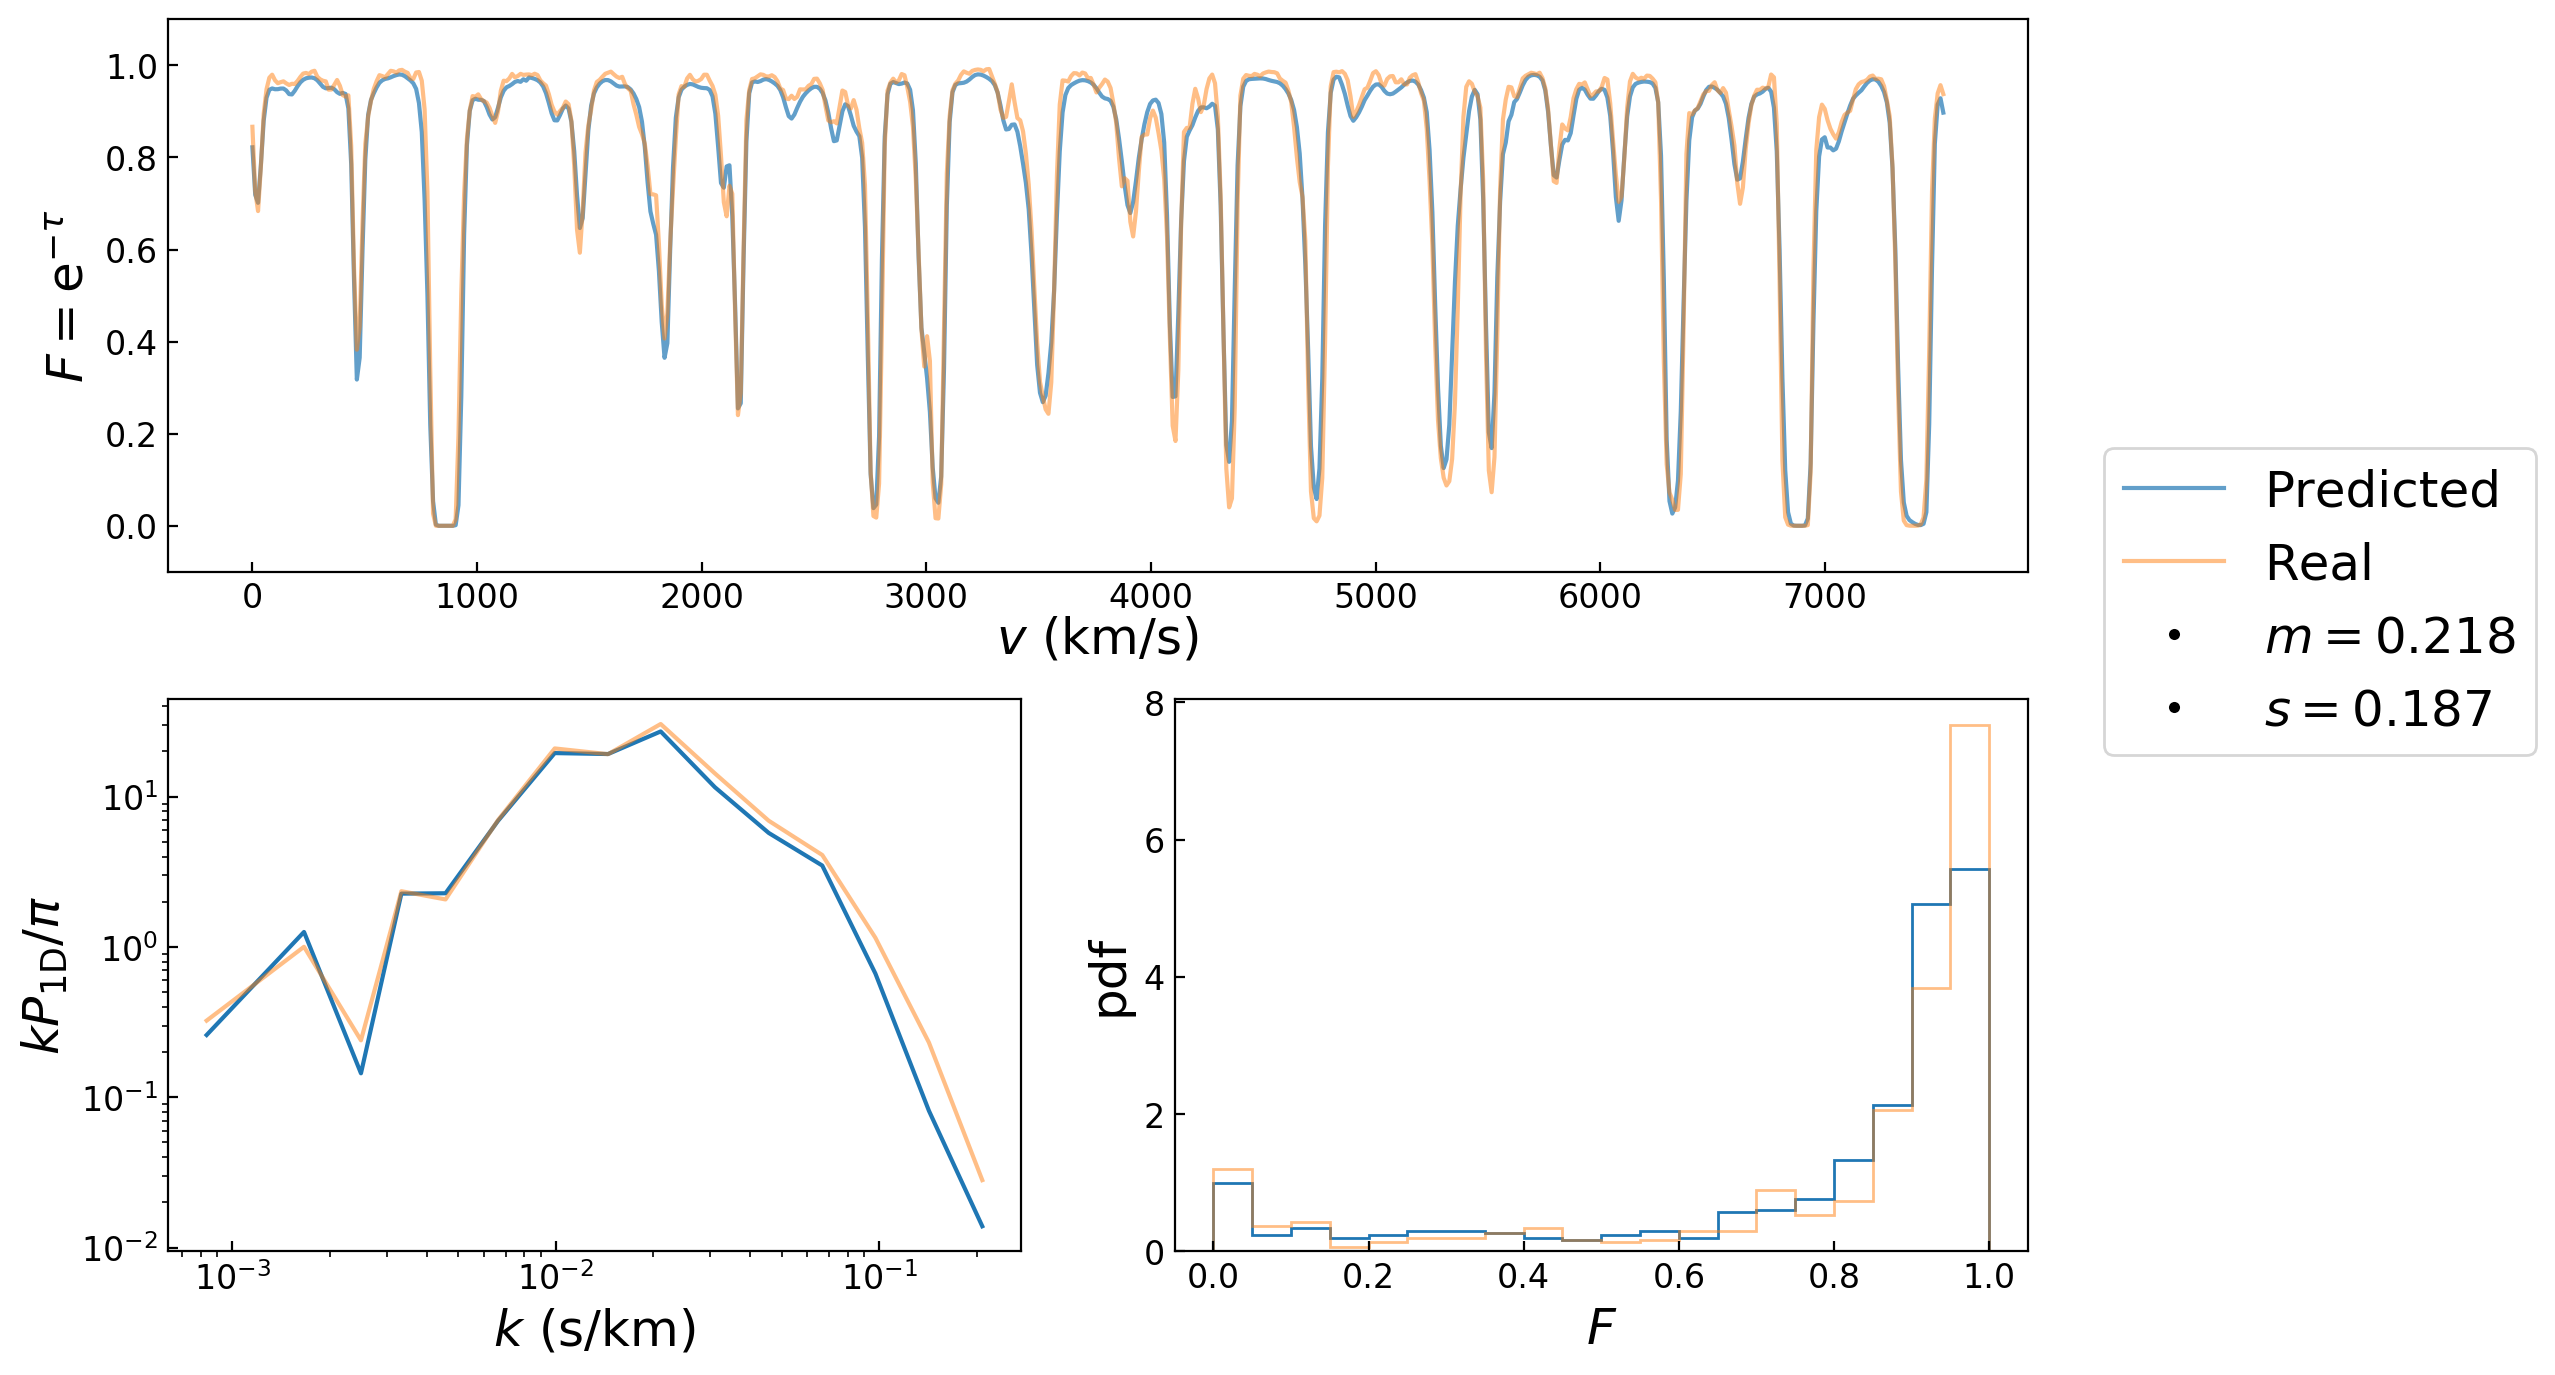 1.0
0.8
0.6
0.4
0.2
0.0
F = e^{−τ}
0 1000 2000 3000 4000 5000 6000 7000
v (km/s)
Predicted
Real
m = 0.218
s = 0.187
10^1
10^0
10^{−1}
10^{−2}
kP_{1D}/π
10^{−3} 10^{−2} 10^{−1}
k (s/km)
8
6
4
2
0
pdf
0.0 0.2 0.4 0.6 0.8 1.0
F